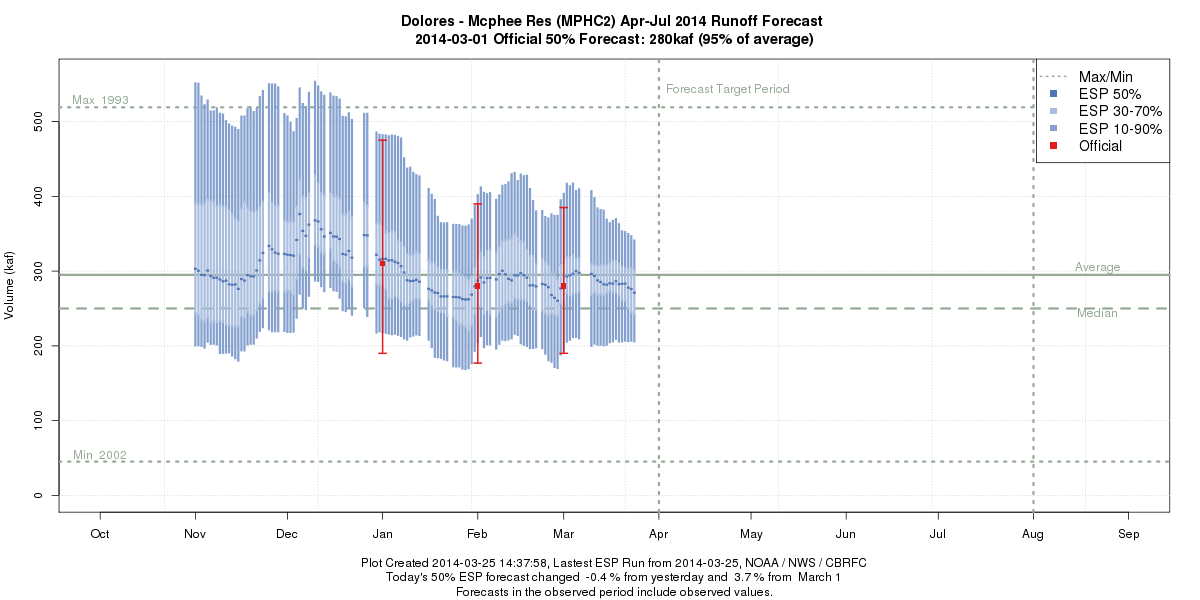 Dolores - Mcphee Res (MPHC2) Apr-Jul 2014 Runoff Forecast
2014-03-01 Official 50% Forecast: 280kaf (95% of average)
Max 1993
Forecast Target Period
Max/Min
ESP 50%
ESP 30-70%
ESP 10-90%
Official
Average
Median
Min 2002
Volume (kaf)
500
400
300
200
100
0
Oct Nov Dec Jan Feb Mar Apr May Jun Jul Aug Sep
Plot Created 2014-03-25 14:37:58, Lastest ESP Run from 2014-03-25, NOAA / NWS / CBRFC
Today's 50% ESP forecast changed -0.4 % from yesterday and 3.7 % from March 1
Forecasts in the observed period include observed values.